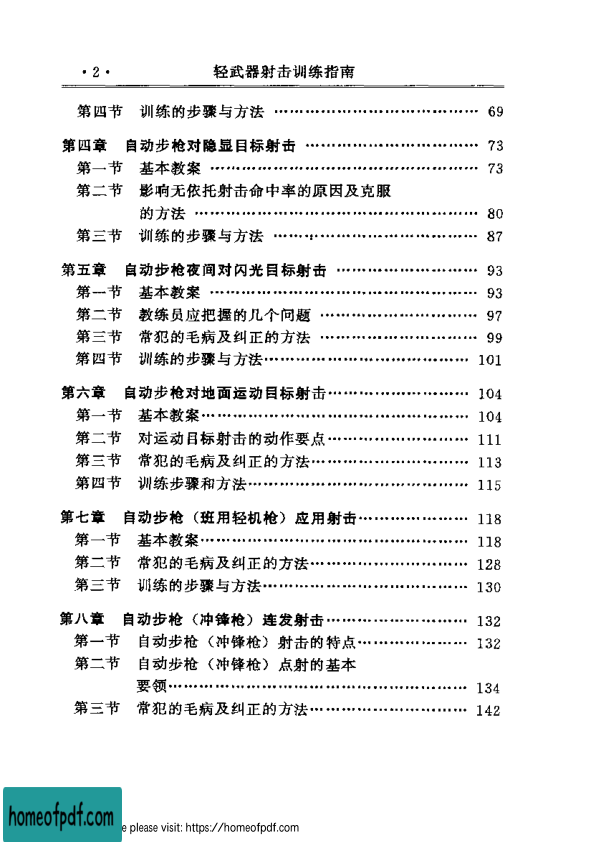 ·2· 轻武器射击训练指南
第四节 训练的步骤与方法 …………………………… 69
第四章 自动步枪对隐显目标射击 …………………………… 73
第一节 基本教案 …………………………… 73
第二节 影响无依托射击命中率的原因及克服
的方法 …………………………… 80
第三节 训练的步骤与方法 …………………………… 87
第五章 自动步枪夜间对闪光目标射击 …………………………… 93
第一节 基本教案 …………………………… 93
第二节 教练员应把握的几个问题 …………………………… 97
第三节 常犯的毛病及纠正的方法 …………………………… 99
第四节 训练的步骤与方法…………………………… 101
第六章 自动步枪对地面运动目标射击…………………………… 104
第一节 基本教案…………………………… 104
第二节 对运动目标射击的动作要点…………………………… 111
第三节 常犯的毛病及纠正的方法…………………………… 113
第四节 训练步骤和方法…………………………… 115
第七章 自动步枪（班用轻机枪）应用射击…………………………… 118
第一节 基本教案…………………………… 118
第二节 常犯的毛病及纠正的方法…………………………… 128
第三节 训练的步骤与方法…………………………… 130
第八章 自动步枪（冲锋枪）连发射击…………………………… 132
第一节 自动步枪（冲锋枪）射击的特点…………………………… 132
第二节 自动步枪（冲锋枪）点射的基本
要领…………………………… 134
第三节 常犯的毛病及纠正的方法…………………………… 142
homeofpdf.com
e please visit: https://homeofpdf.com